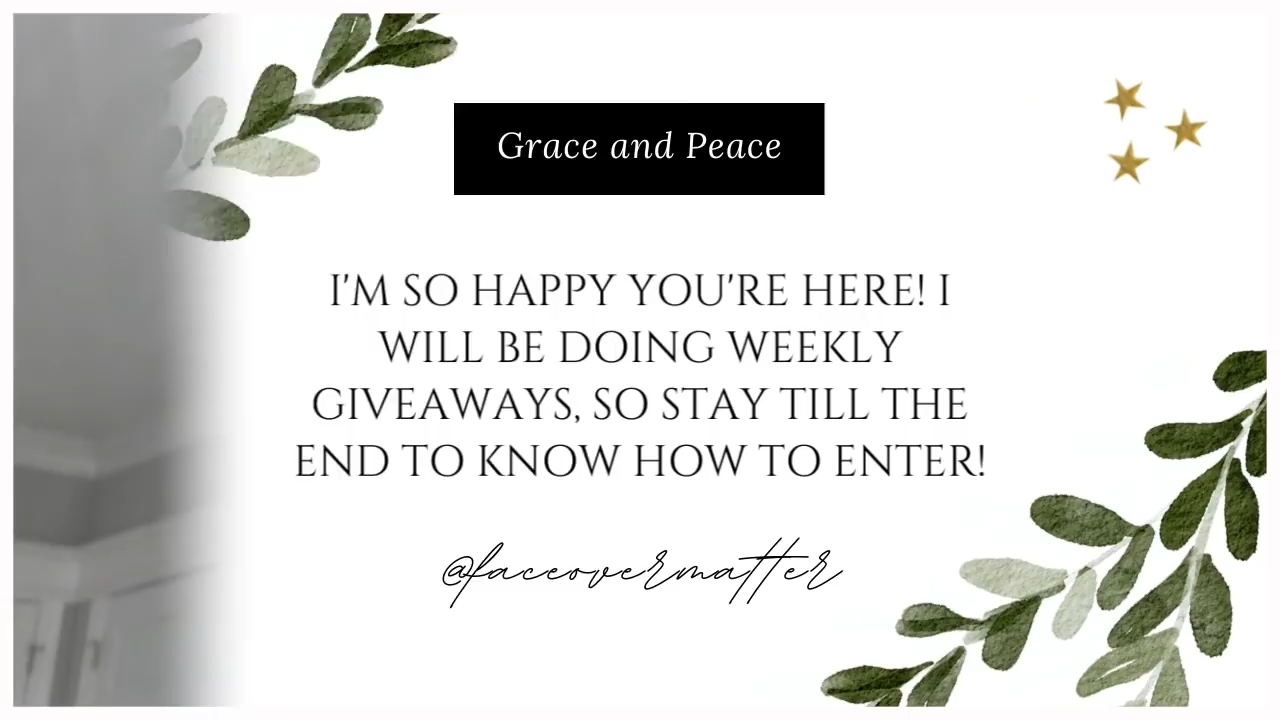 Grace and Peace
I'M SO HAPPY YOU'RE HERE! I
WILL BE DOING WEEKLY
GIVEAWAYS, SO STAY TILL THE
END TO KNOW HOW TO ENTER!
@faceovermatter